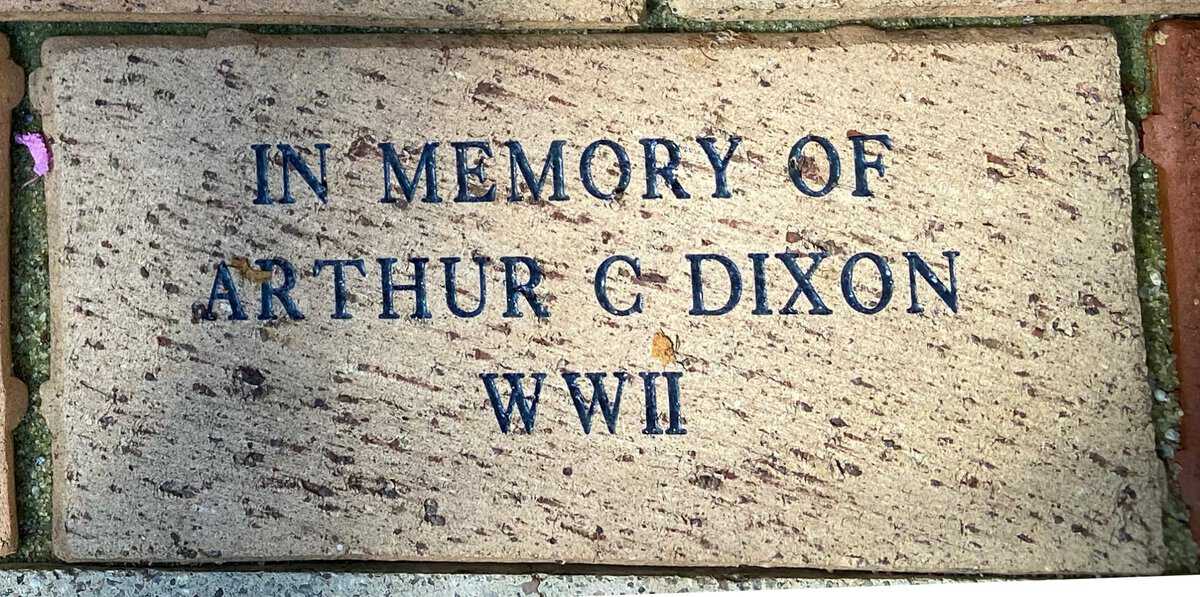 IN MEMORY OF
ARTHUR C DIXON
WWII